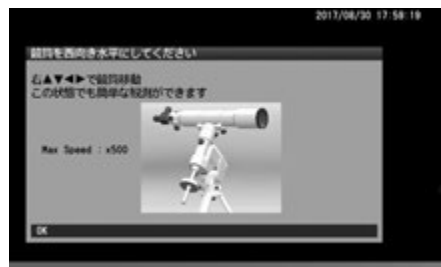 2017/08/30 17:58:19
鏡筒を西向き水平にしてください
右▲▼◀▶で鏡筒移動
この状態でも簡単な観測ができます
Max Speed : x500
OK